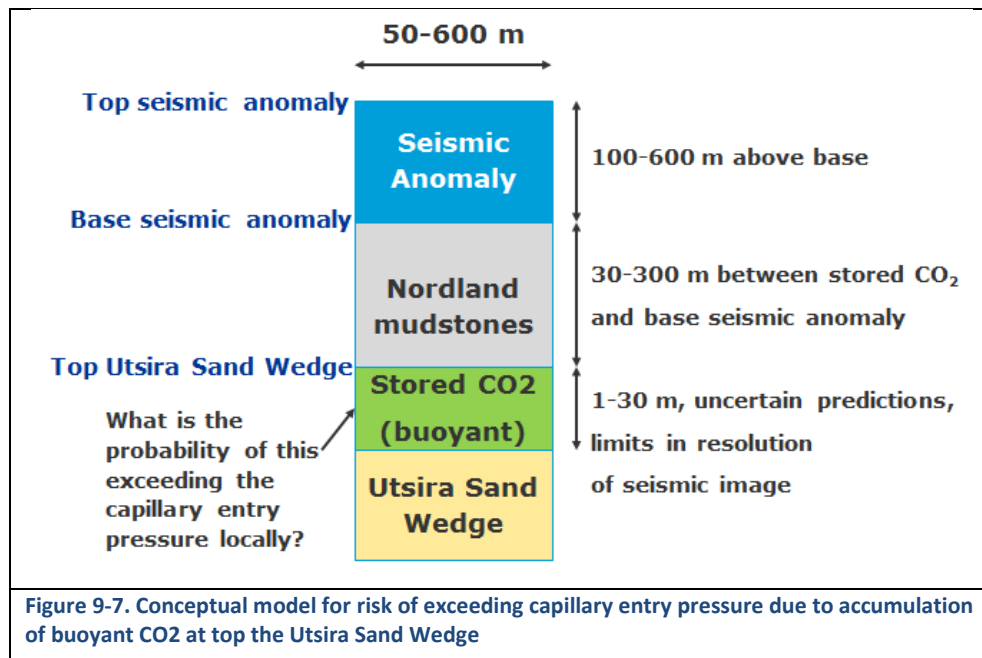 50-600 m
Top seismic anomaly
Seismic
Anomaly
100-600 m above base
Base seismic anomaly
Nordland
mudstones
30-300 m between stored CO₂
and base seismic anomaly
Top Utsira Sand Wedge
Stored CO2
(buoyant)
1-30 m, uncertain predictions,
limits in resolution
of seismic image
What is the
probability of this
exceeding the
capillary entry
pressure locally?
Utsira Sand
Wedge
Figure 9-7. Conceptual model for risk of exceeding capillary entry pressure due to accumulation
of buoyant CO2 at top the Utsira Sand Wedge